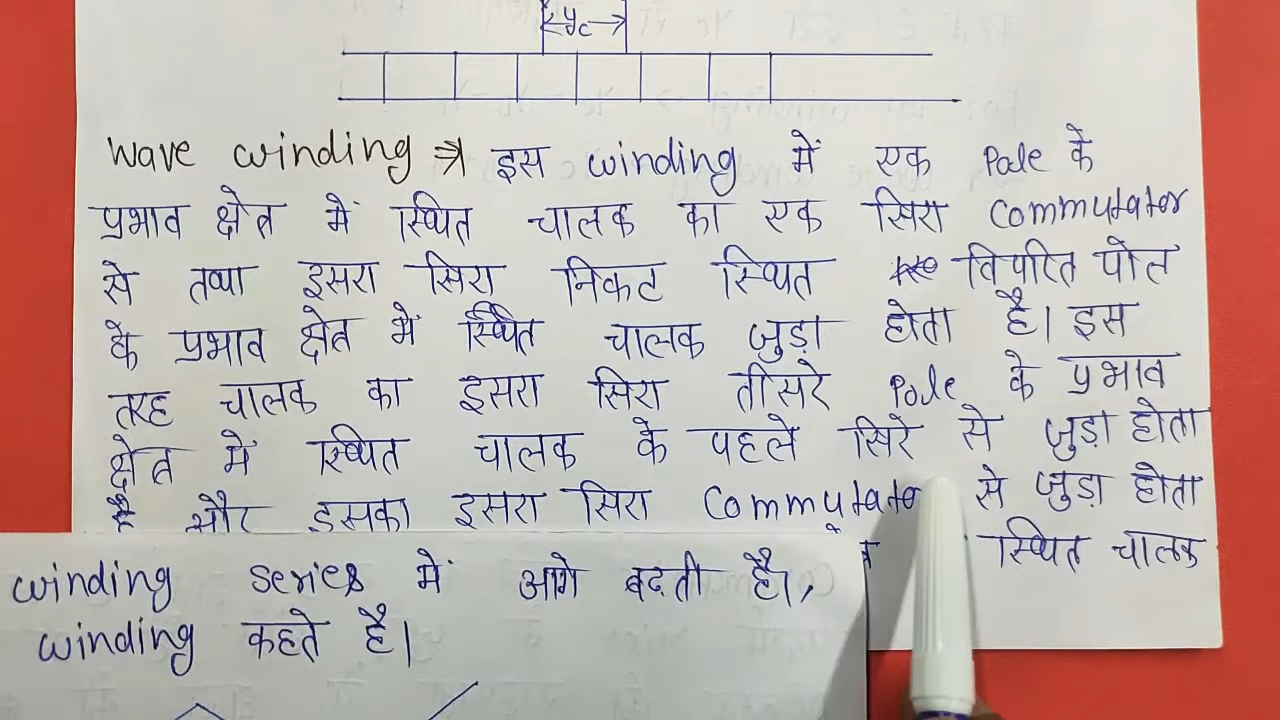 yc
Wave winding ⇒ इस winding में एक Pole के
प्रभाव क्षेत्र में स्थित चालक का एक सिरा Commutator
से तथा दुसरा सिरा निकट स्थित विपरित पोल
के प्रभाव क्षेत्र में स्थित चालक जुड़ा होता है। इस
तरह चालक का दुसरा सिरा तीसरे Pole के प्रभाव
क्षेत्र में स्थित चालक के पहले सिरे से जुड़ा होता
है और इसका दुसरा सिरा Commutator से जुड़ा होता
स्थित चालक
winding series में आगे बढ़ती है।,
winding कहते है।